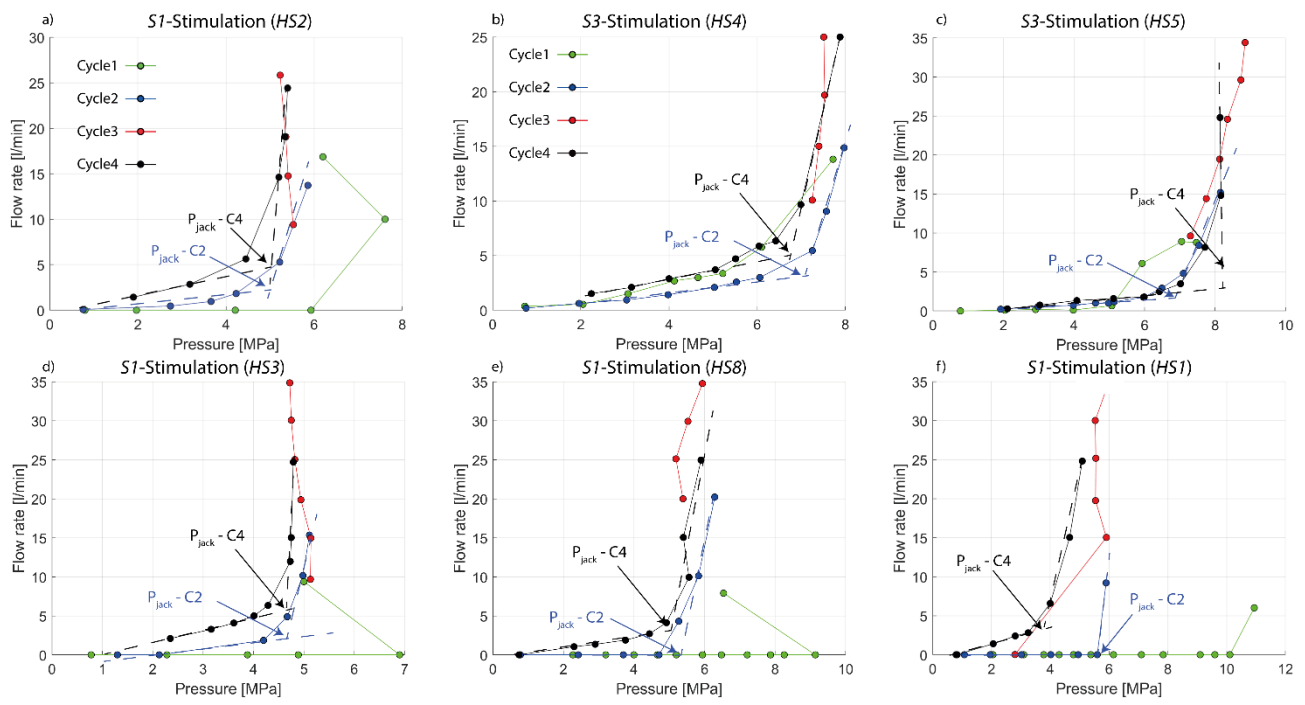 a)
S1-Stimulation (HS2)
30
25
20
15
10
5
0
Flow rate [l/min]
Cycle1
Cycle2
Cycle3
Cycle4
Pjack - C4
Pjack - C2
0 2 4 6 8
Pressure [MPa]
b)
S3-Stimulation (HS4)
25
20
15
10
5
0
Flow rate [l/min]
Cycle1
Cycle2
Cycle3
Cycle4
Pjack - C4
Pjack - C2
0 2 4 6 8
Pressure [MPa]
c)
S3-Stimulation (HS5)
35
30
25
20
15
10
5
0
Flow rate [l/min]
Pjack - C4
Pjack - C2
0 2 4 6 8 10
Pressure [MPa]
d)
S1-Stimulation (HS3)
35
30
25
20
15
10
5
0
Flow rate [l/min]
Pjack - C4
Pjack - C2
0 1 2 3 4 5 6 7
Pressure [MPa]
e)
S1-Stimulation (HS8)
35
30
25
20
15
10
5
0
Flow rate [l/min]
Pjack - C4
Pjack - C2
0 2 4 6 8 10
Pressure [MPa]
f)
S1-Stimulation (HS1)
35
30
25
20
15
10
5
0
Flow rate [l/min]
Pjack - C4
Pjack - C2
0 2 4 6 8 10 12
Pressure [MPa]